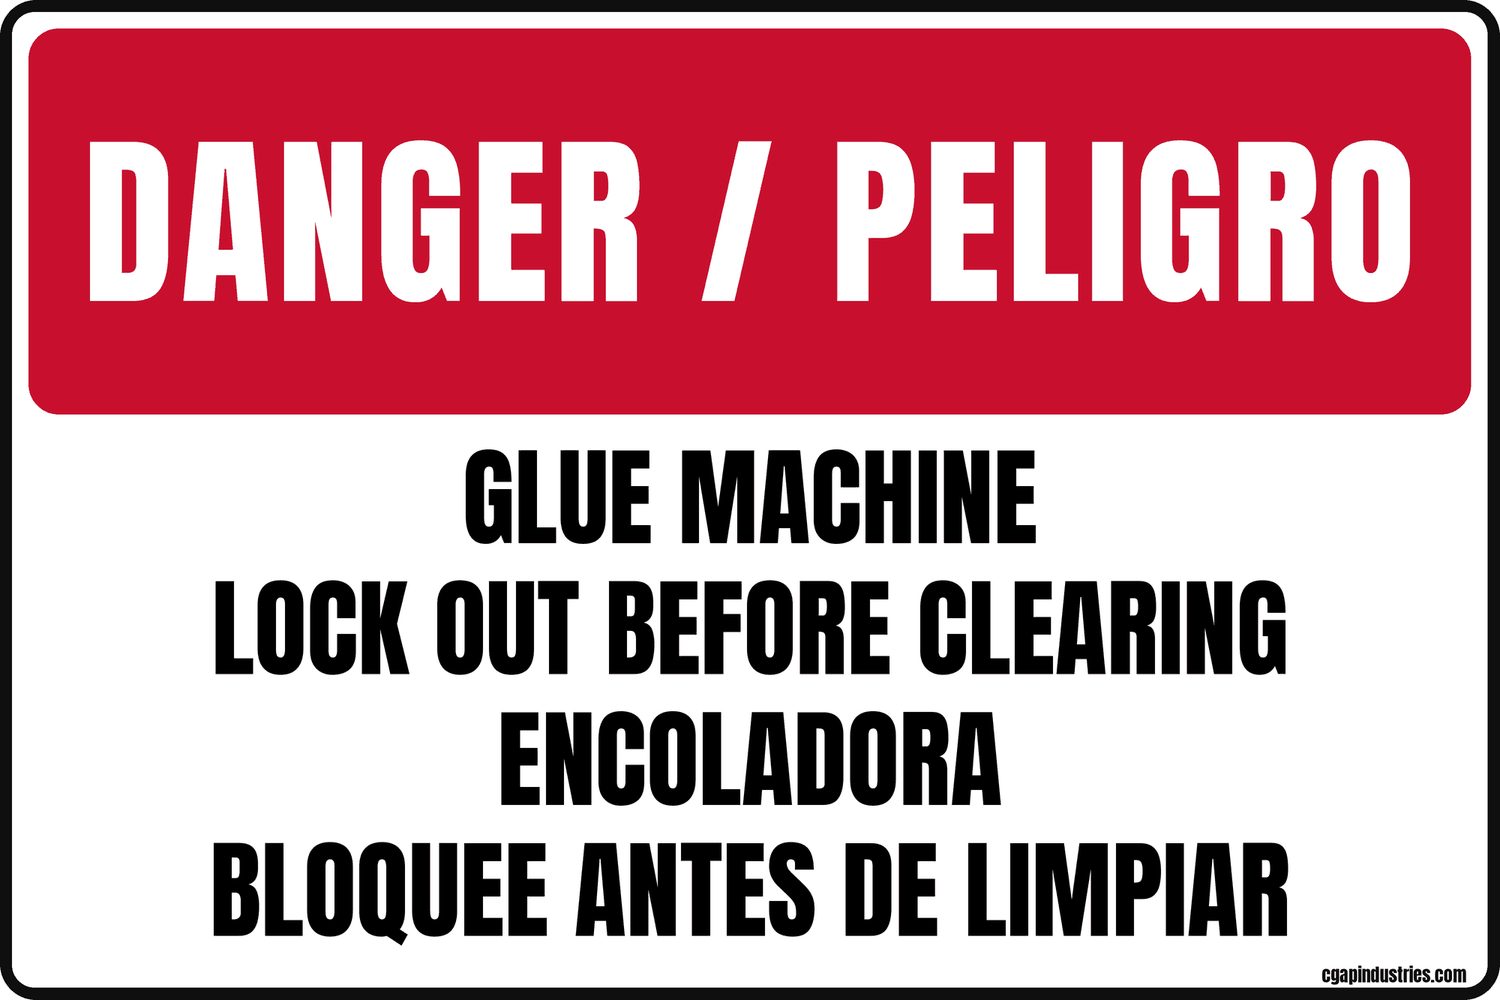 DANGER / PELIGRO
GLUE MACHINE
LOCK OUT BEFORE CLEARING
ENCOLADORA
BLOQUEE ANTES DE LIMPIAR
cgapindustries.com